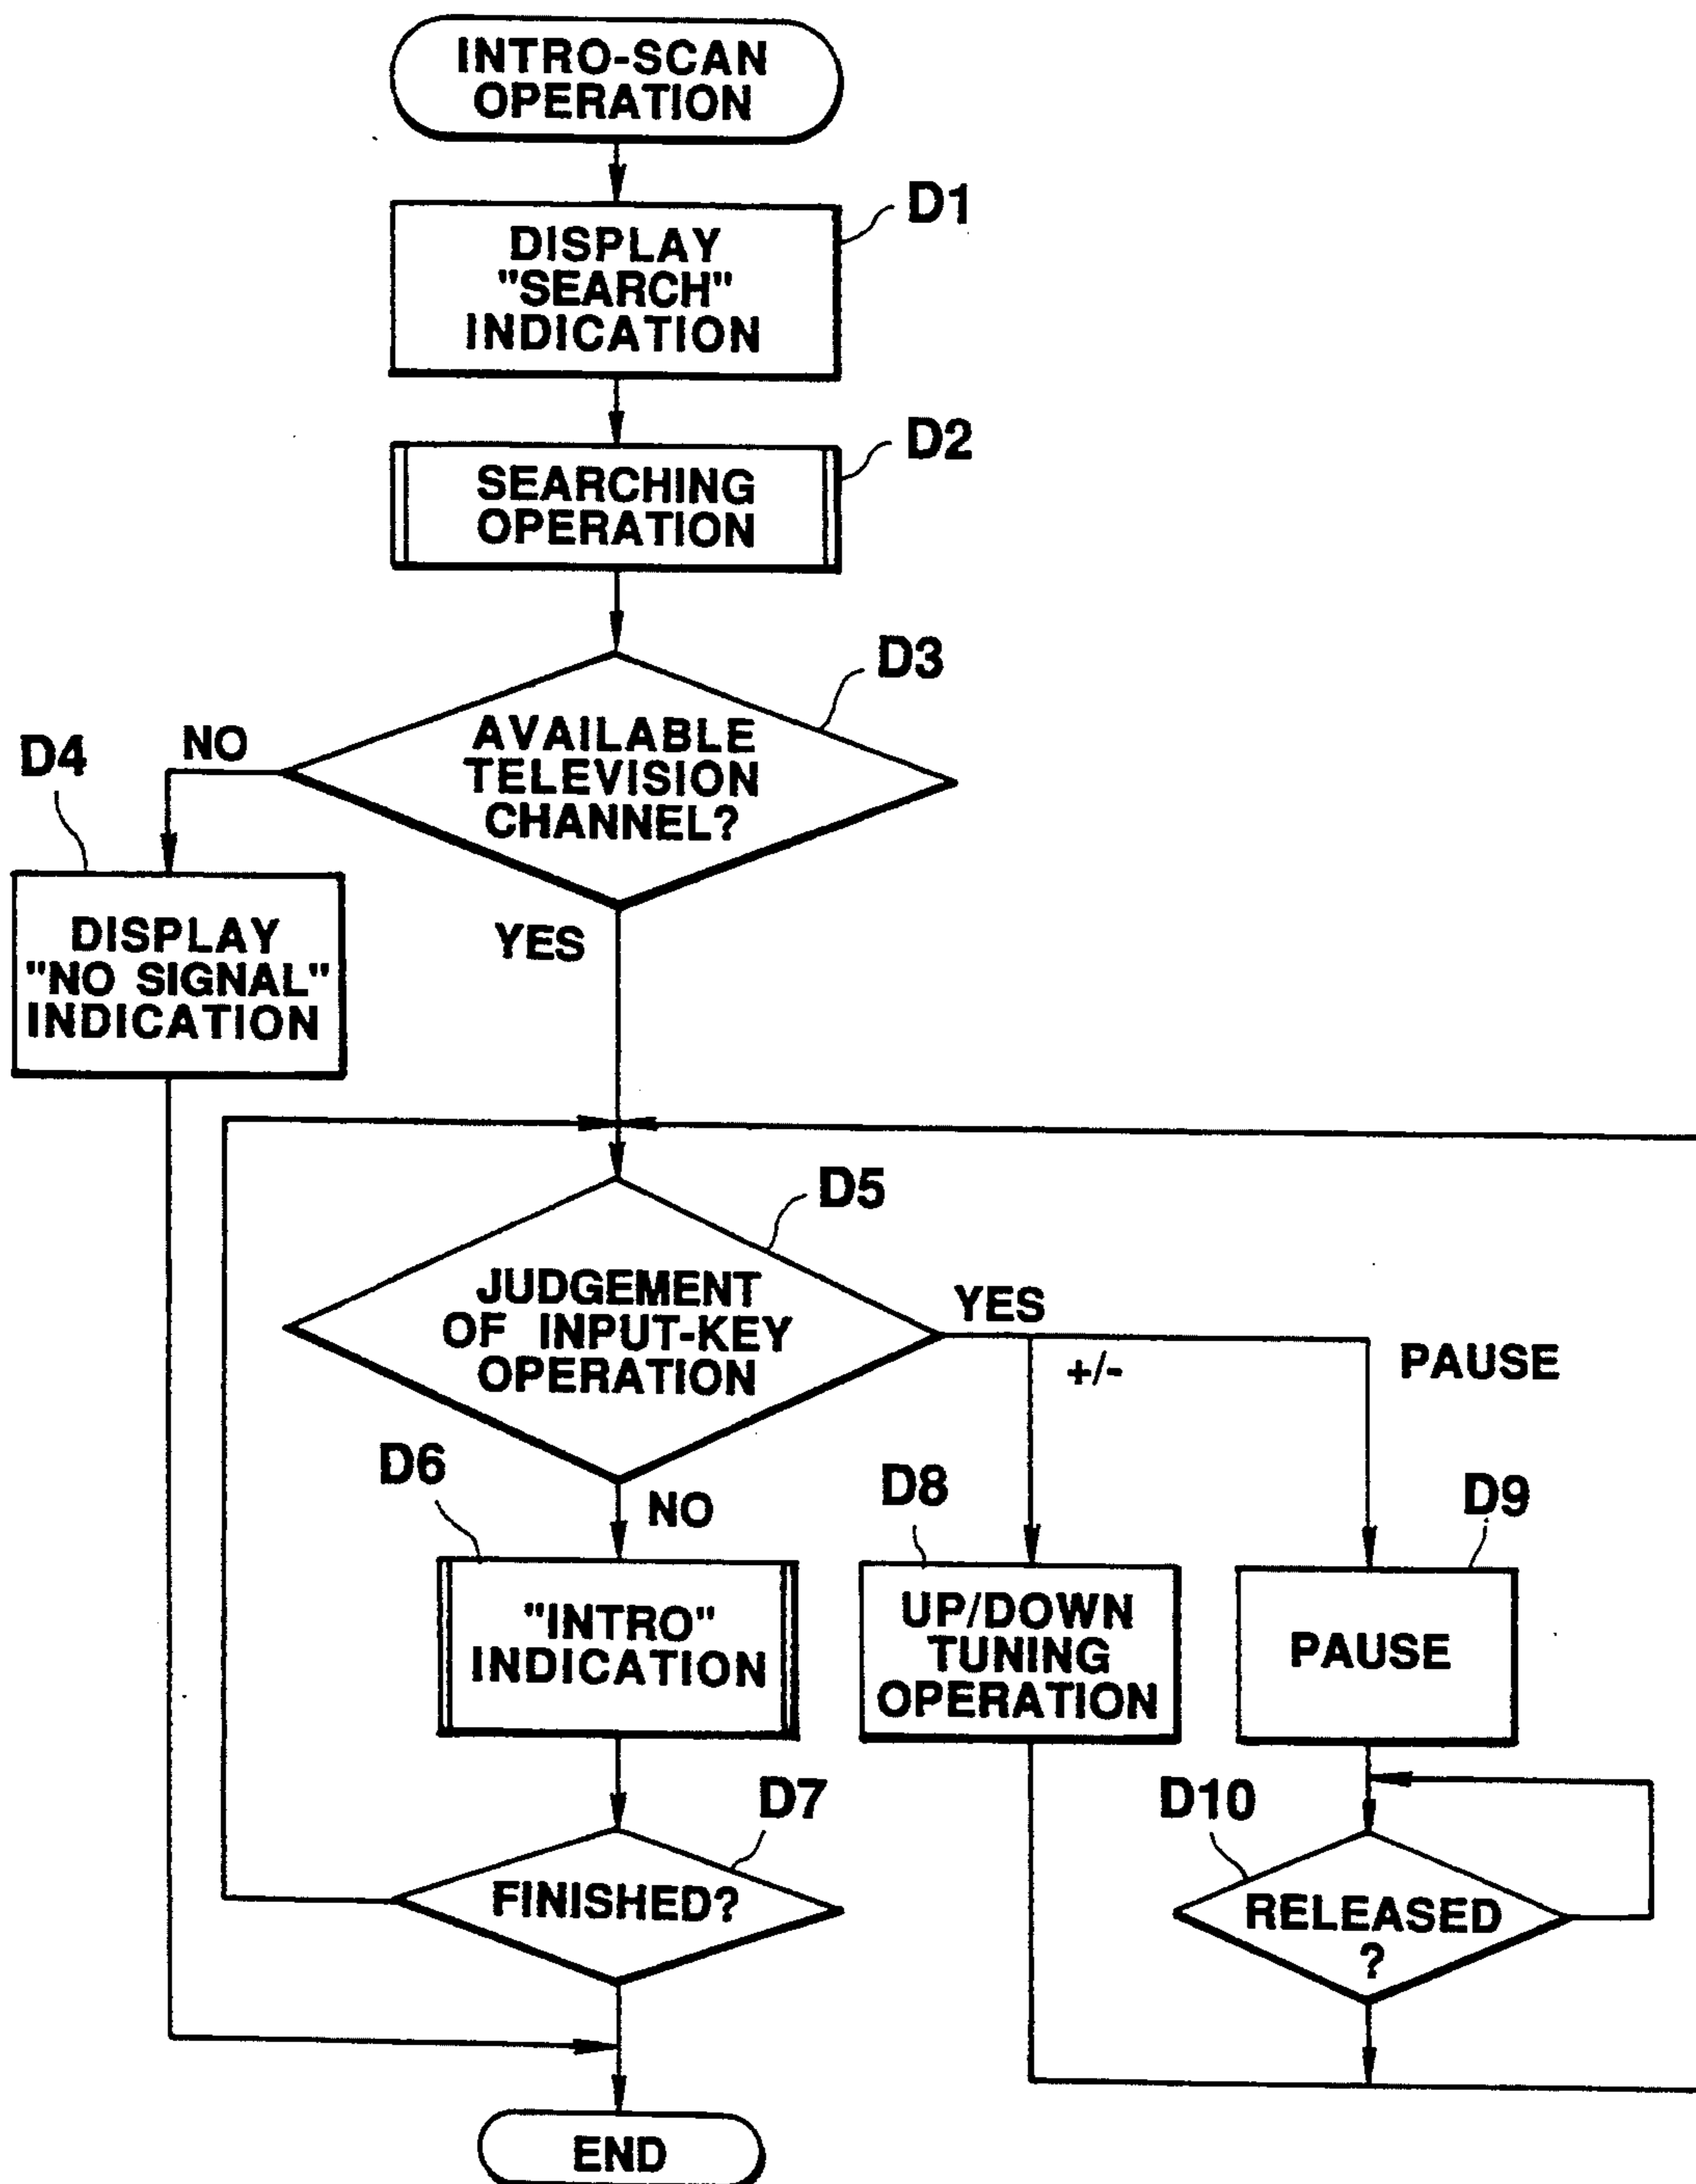 INTRO-SCAN
OPERATION
D1
DISPLAY
"SEARCH"
INDICATION
D2
SEARCHING
OPERATION
D3
AVAILABLE
TELEVISION
CHANNEL?
NO
D4
DISPLAY
"NO SIGNAL"
INDICATION
YES
D5
JUDGEMENT
OF INPUT-KEY
OPERATION
YES
+/-
PAUSE
D6
NO
"INTRO"
INDICATION
D8
UP/DOWN
TUNING
OPERATION
D9
PAUSE
D7
FINISHED?
D10
RELEASED
?
END